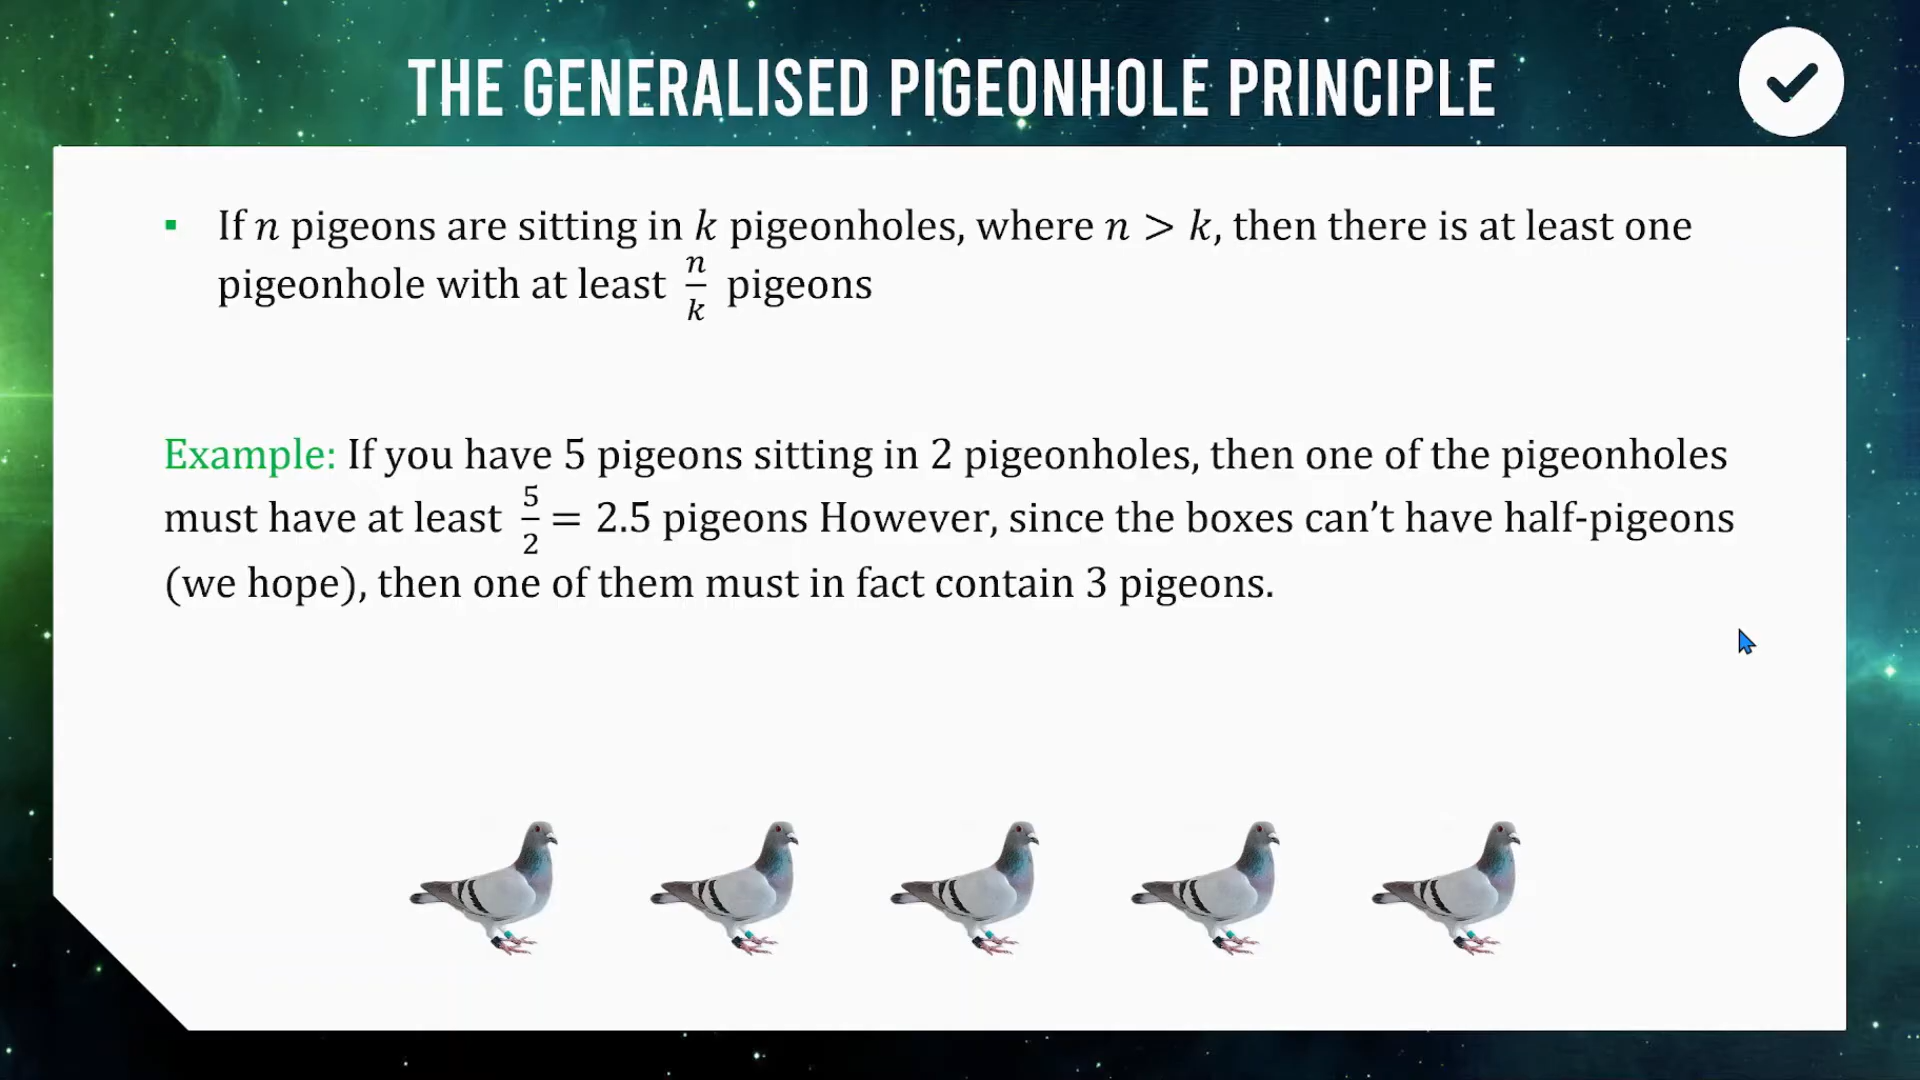 THE GENERALISED PIGEONHOLE PRINCIPLE
▪ If n pigeons are sitting in k pigeonholes, where n > k, then there is at least one
pigeonhole with at least n/k pigeons
Example: If you have 5 pigeons sitting in 2 pigeonholes, then one of the pigeonholes
must have at least 5/2 = 2.5 pigeons However, since the boxes can't have half-pigeons
(we hope), then one of them must in fact contain 3 pigeons.